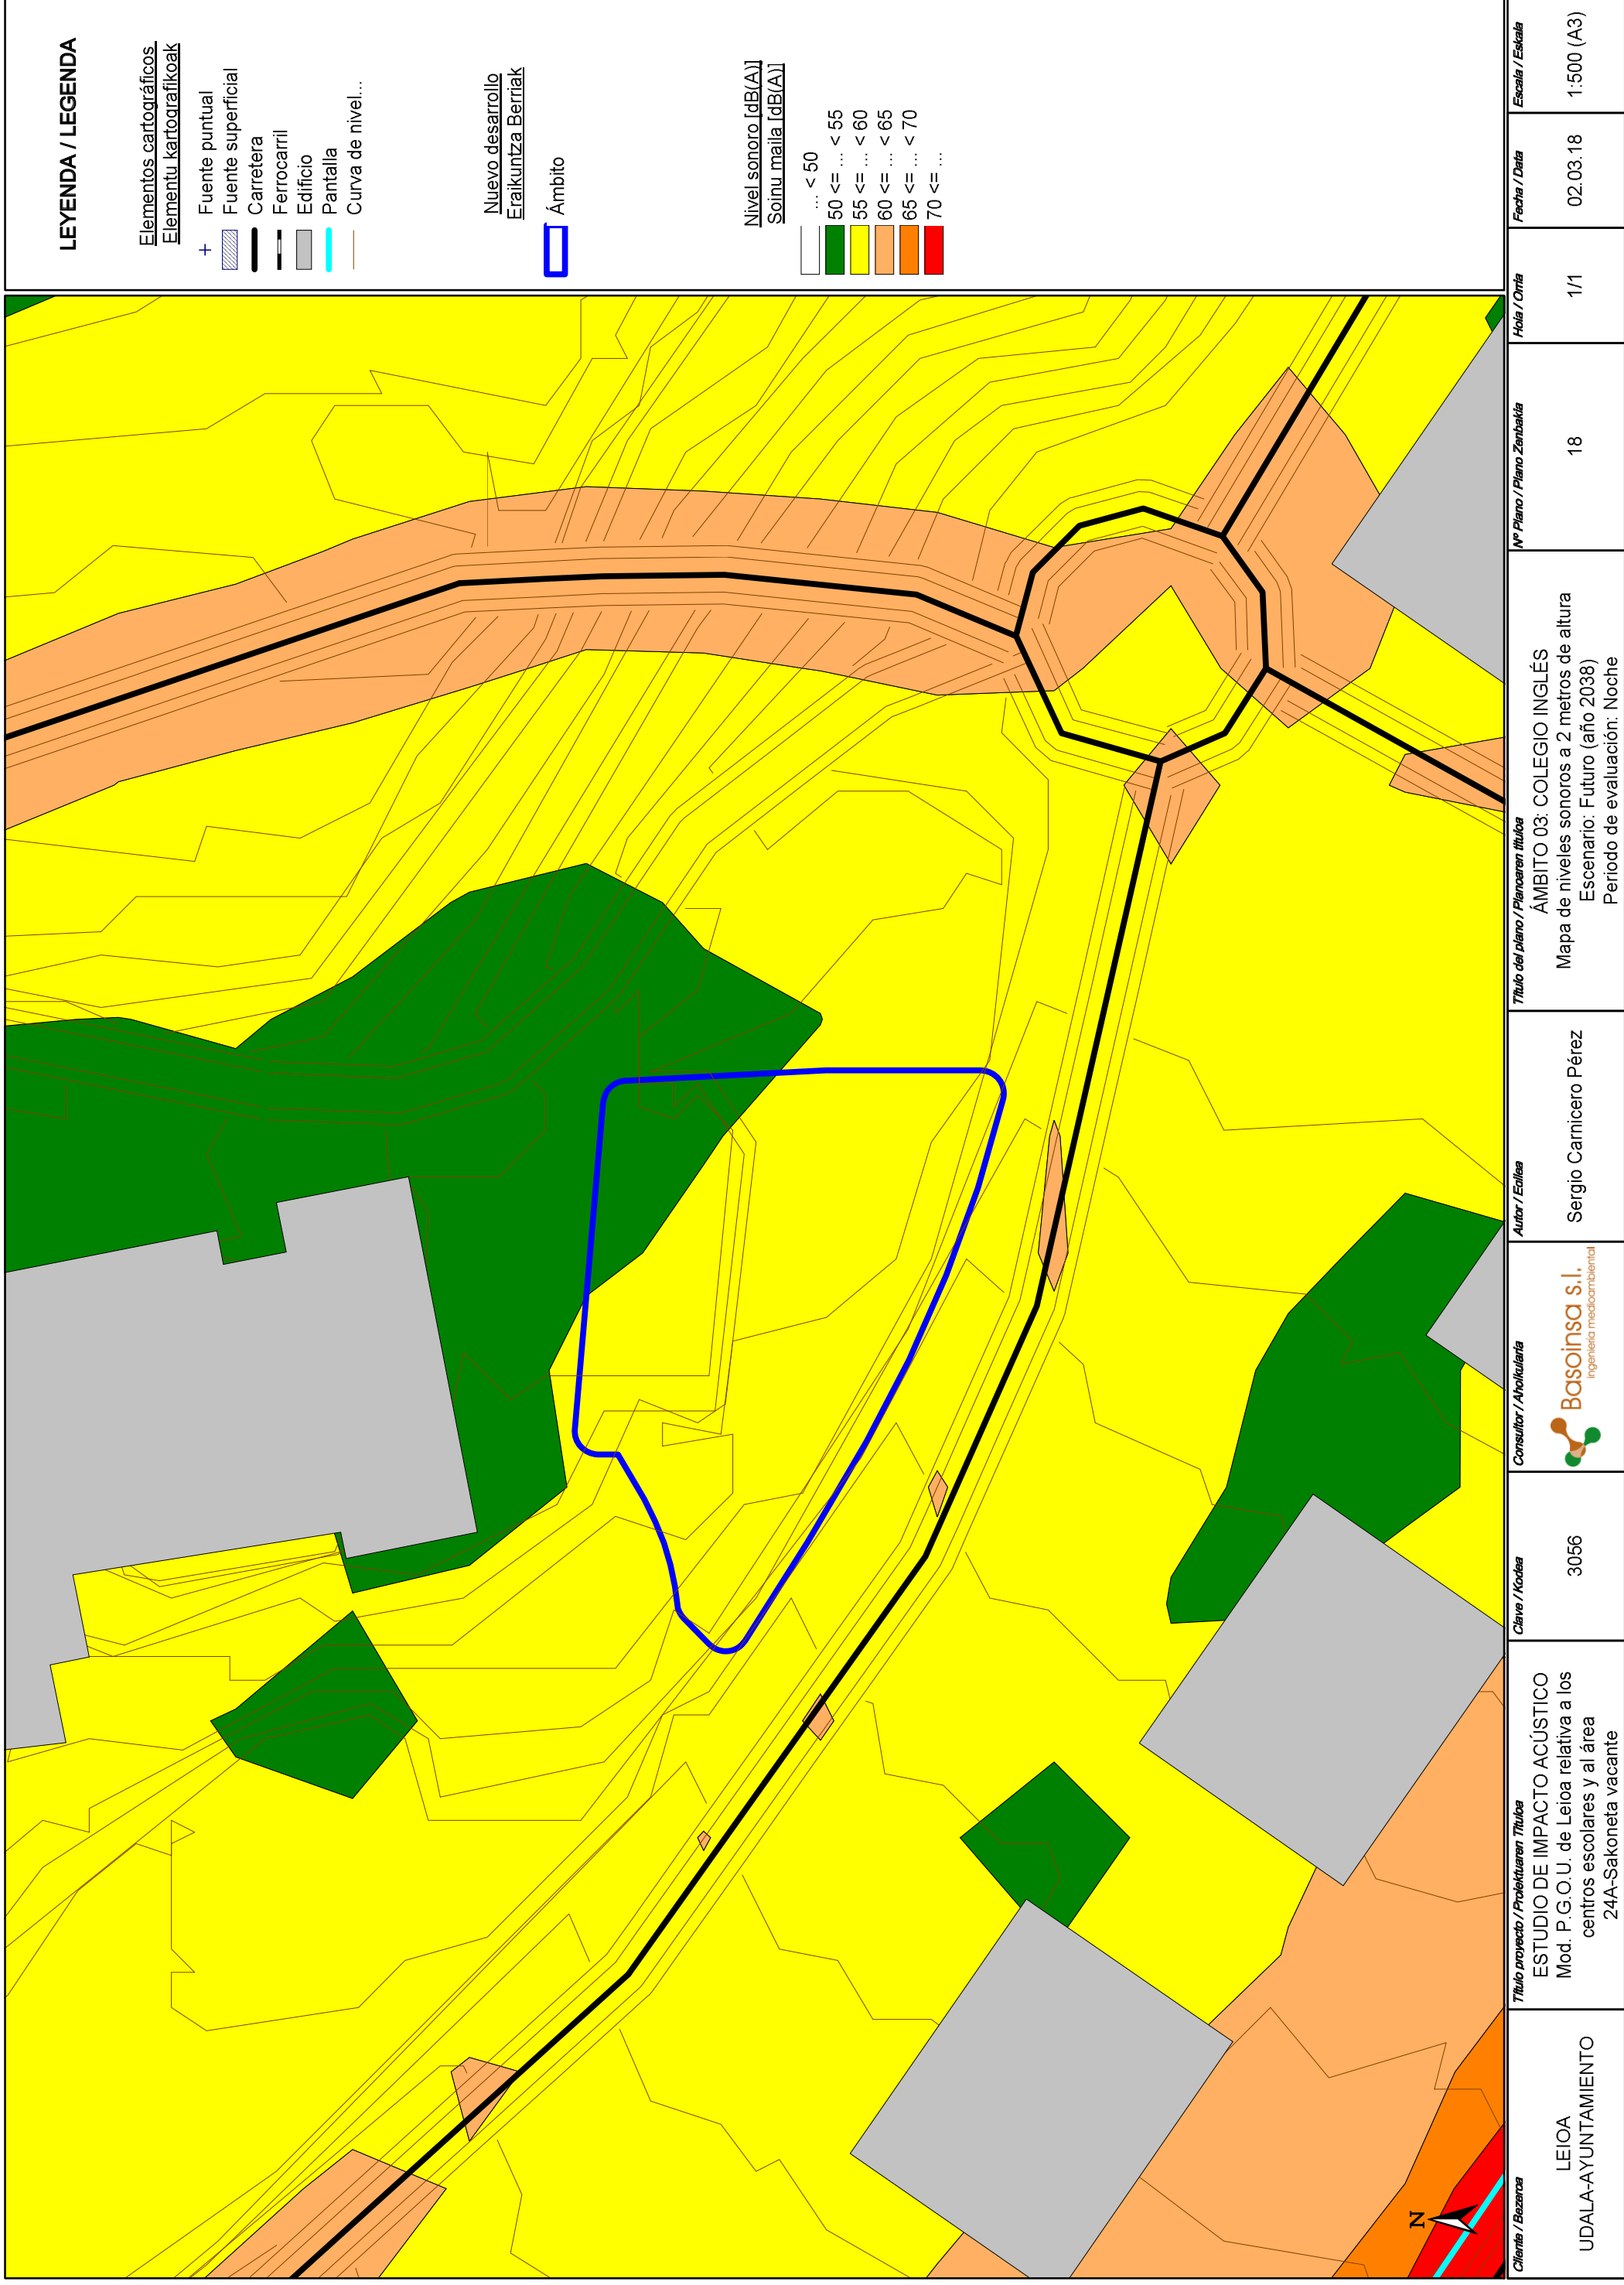 LEYENDA / LEGENDA
Elementos cartográficos
Elementu kartografikoak
Fuente puntual
Fuente superficial
Carretera
Ferrocarril
Edificio
Pantalla
Curva de nivel...
Nuevo desarrollo
Eraikuntza Berriak
Ámbito
Nivel sonoro [dB(A)]
Soinu maila [dB(A)]
... < 50
50 <= ... < 55
55 <= ... < 60
60 <= ... < 65
65 <= ... < 70
70 <= ...
N
Cliente / Bezeroa
LEIOA
UDALA-AYUNTAMIENTO
Título proyecto / Proiektuaren Titulua
ESTUDIO DE IMPACTO ACÚSTICO
Mod. P.G.O.U. de Leioa relativa a los
centros escolares y al área
24A-Sakoneta vacante
Clave / Kodea
3056
Consultor / Aholkularia
Basoinsa s.l.
ingeniería medioambiental
Autor / Egilea
Sergio Carnicero Pérez
Título del plano / Planoaren titulua
ÁMBITO 03: COLEGIO INGLÉS
Mapa de niveles sonoros a 2 metros de altura
Escenario: Futuro (año 2038)
Periodo de evaluación: Noche
Nº Plano / Plano Zenbakia
18
Hoja / Orria
1/1
Fecha / Data
02.03.18
Escala / Eskala
1:500 (A3)